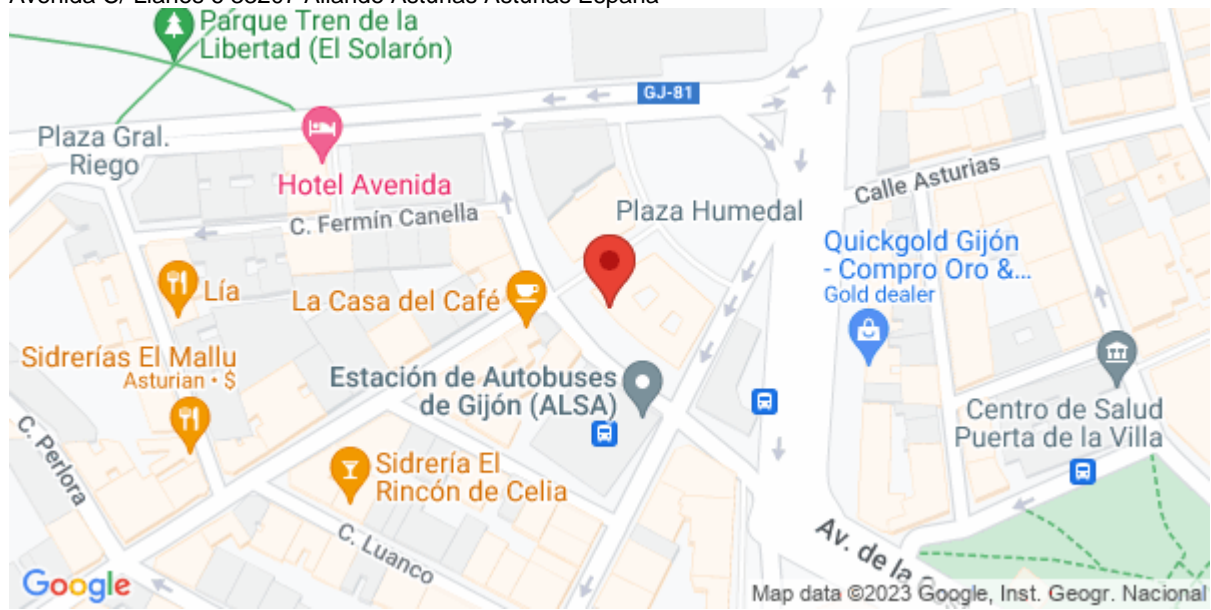 Parque Tren de la
Libertad (El Solarón)
GJ-81
Plaza Gral.
Riego
Hotel Avenida
Calle Asturias
C. Fermín Canella
Plaza Humedal
Quickgold Gijón
- Compro Oro &...
Gold dealer
Lía
La Casa del Café
Sidrerías El Mallu
Asturian · $
Estación de Autobuses
de Gijón (ALSA)
Centro de Salud
Puerta de la Villa
C. Perlora
Sidrería El
Rincón de Celia
C. Luanco
Av. de la
Google
Map data ©2023 Google, Inst. Geogr. Nacional